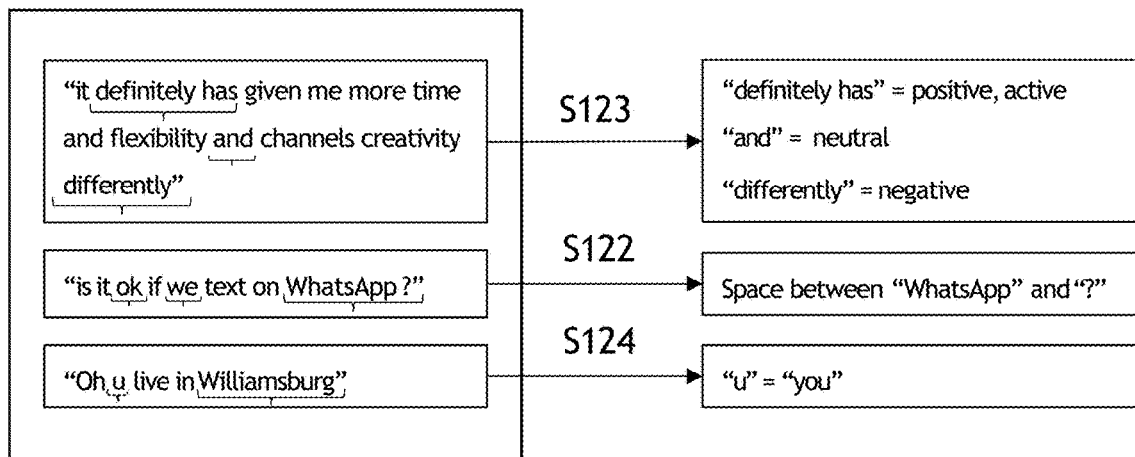 “it definitely has given me more time
and flexibility and channels creativity
differently”
S123
“definitely has” = positive, active
“and” = neutral
“differently” = negative
“is it ok if we text on WhatsApp ?”
S122
Space between “WhatsApp” and “?”
“Oh u live in Williamsburg”
S124
“u” = “you”